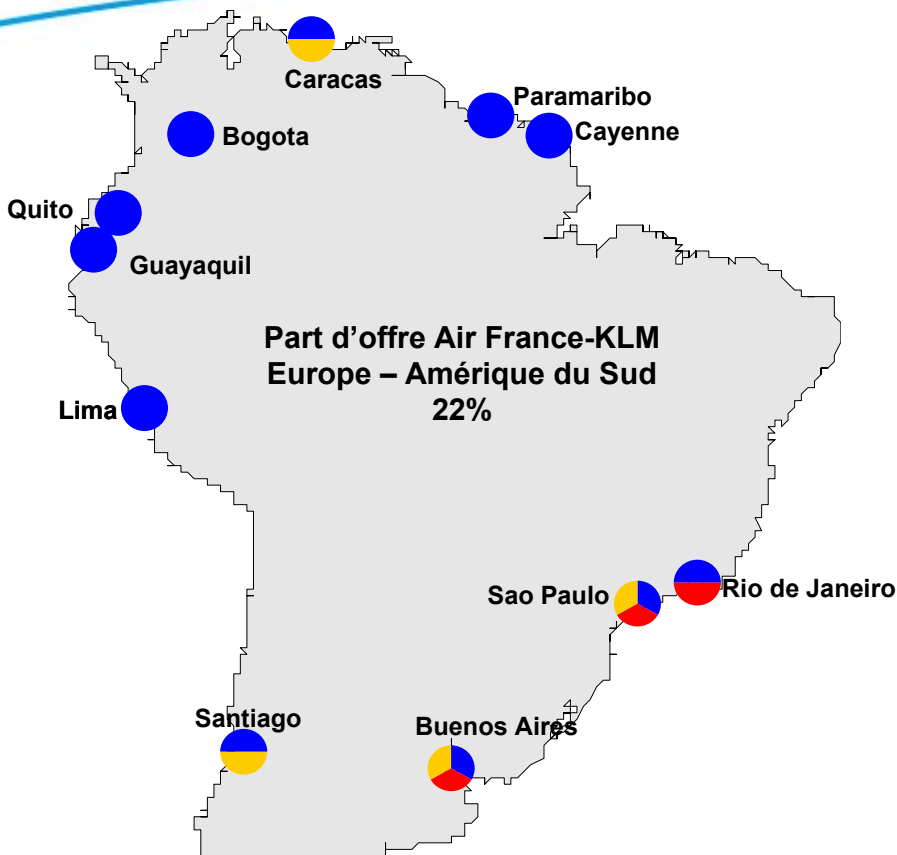 Caracas
Paramaribo
Cayenne
Bogota
Quito
Guayaquil
Part d’offre Air France-KLM
Europe – Amérique du Sud
22%
Lima
Sao Paulo
Rio de Janeiro
Santiago
Buenos Aires